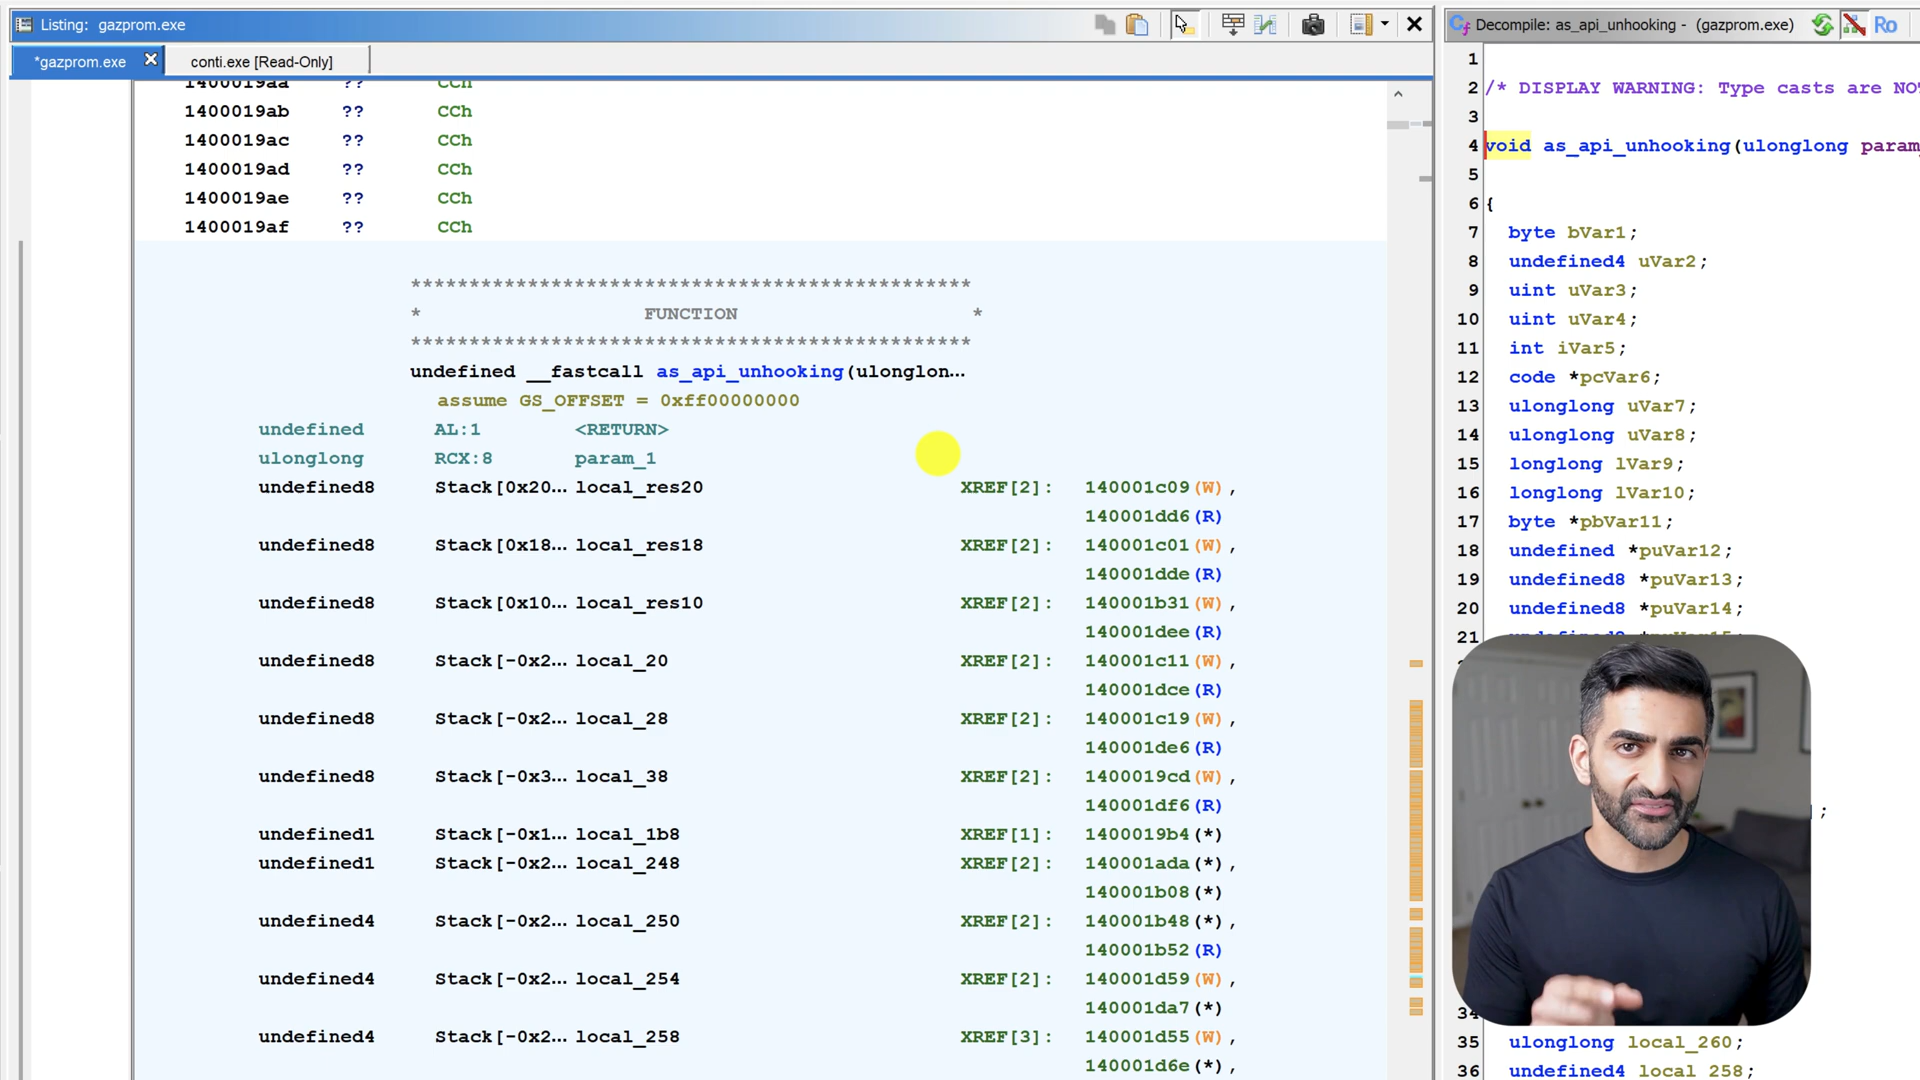 Listing: gazprom.exe
*gazprom.exe
conti.exe [Read-Only]
1400019aa ?? CCh
1400019ab ?? CCh
1400019ac ?? CCh
1400019ad ?? CCh
1400019ae ?? CCh
1400019af ?? CCh
************************************************
* FUNCTION *
************************************************
undefined __fastcall as_api_unhooking(ulonglon...
assume GS_OFFSET = 0xff00000000
undefined AL:1 <RETURN>
ulonglong RCX:8 param_1
undefined8 Stack[0x20... local_res20 XREF[2]: 140001c09(W),
140001dd6(R)
undefined8 Stack[0x18... local_res18 XREF[2]: 140001c01(W),
140001dde(R)
undefined8 Stack[0x10... local_res10 XREF[2]: 140001b31(W),
140001dee(R)
undefined8 Stack[-0x2... local_20 XREF[2]: 140001c11(W),
140001dce(R)
undefined8 Stack[-0x2... local_28 XREF[2]: 140001c19(W),
140001de6(R)
undefined8 Stack[-0x3... local_38 XREF[2]: 1400019cd(W),
140001df6(R)
undefined1 Stack[-0x1... local_1b8 XREF[1]: 1400019b4(*)
undefined1 Stack[-0x2... local_248 XREF[2]: 140001ada(*),
140001b08(*)
undefined4 Stack[-0x2... local_250 XREF[2]: 140001b48(*),
140001b52(R)
undefined4 Stack[-0x2... local_254 XREF[2]: 140001d59(W),
140001da7(*)
undefined4 Stack[-0x2... local_258 XREF[3]: 140001d55(W),
140001d6e(*),
Decompile: as_api_unhooking - (gazprom.exe)
Ro
1
2 /* DISPLAY WARNING: Type casts are NO
3
4 void as_api_unhooking(ulonglong param
5
6 {
7 byte bVar1;
8 undefined4 uVar2;
9 uint uVar3;
10 uint uVar4;
11 int iVar5;
12 code *pcVar6;
13 ulonglong uVar7;
14 ulonglong uVar8;
15 longlong lVar9;
16 longlong lVar10;
17 byte *pbVar11;
18 undefined *puVar12;
19 undefined8 *puVar13;
20 undefined8 *puVar14;
21
];
34
35 ulonglong local_260;
36 undefined4 local_258;